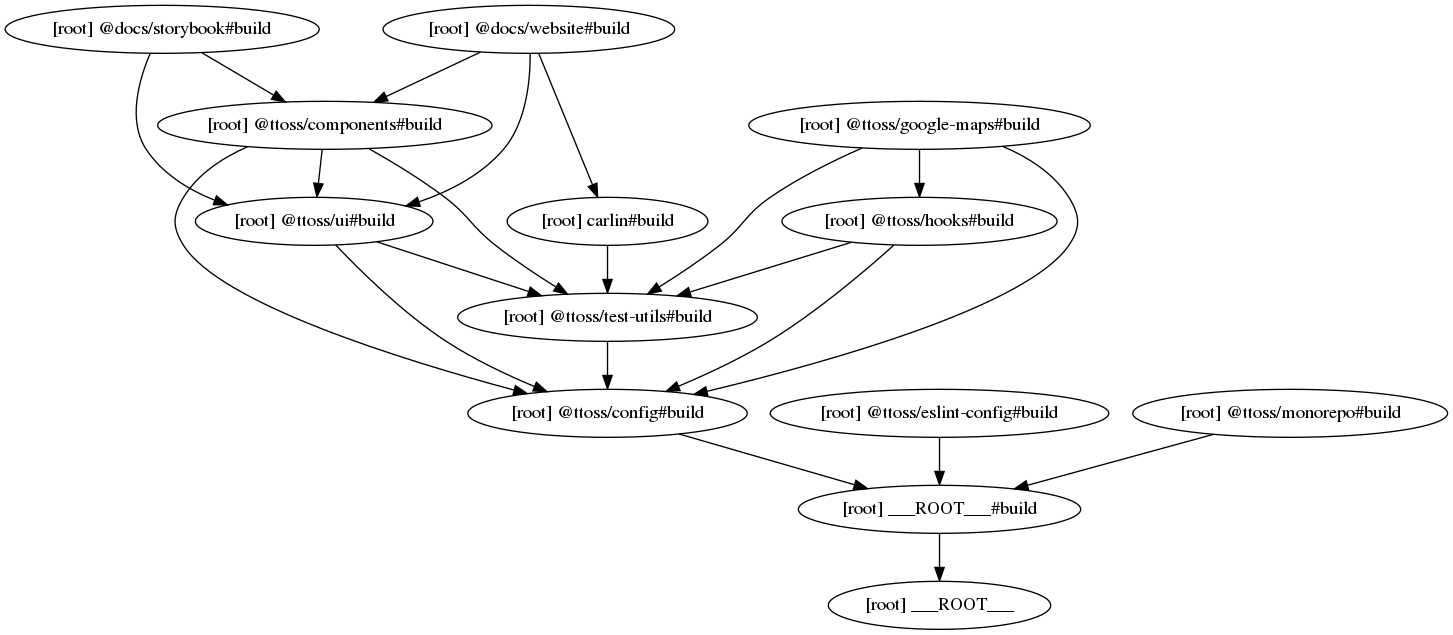 [root] @docs/storybook#build
[root] @docs/website#build
[root] @ttoss/components#build
[root] @ttoss/google-maps#build
[root] @ttoss/ui#build
[root] carlin#build
[root] @ttoss/hooks#build
[root] @ttoss/test-utils#build
[root] @ttoss/config#build
[root] @ttoss/eslint-config#build
[root] @ttoss/monorepo#build
[root] ___ROOT___#build
[root] ___ROOT___